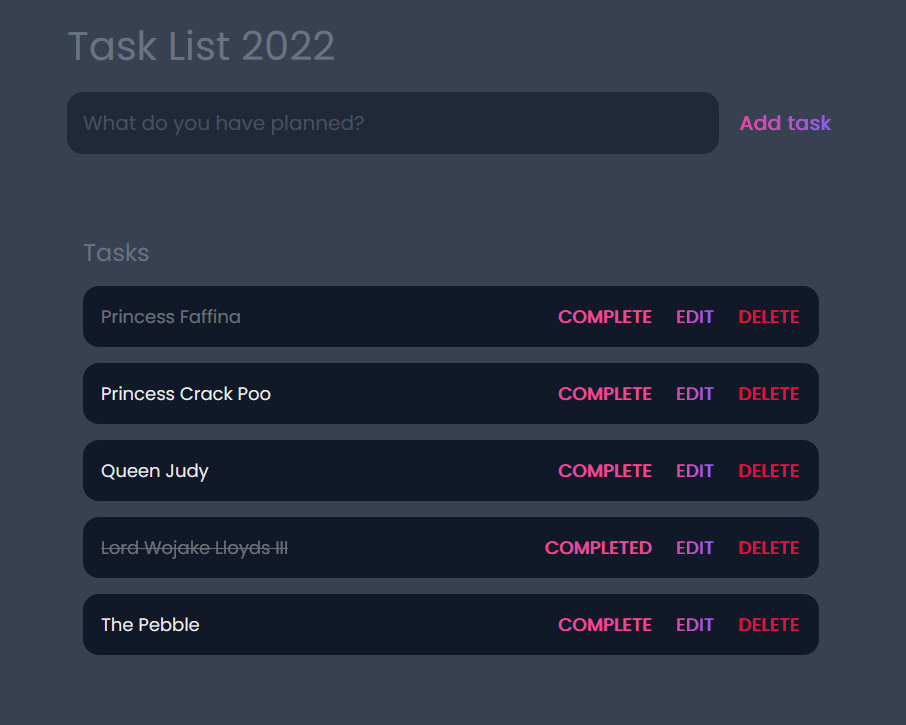 Task List 2022
What do you have planned? Add task
Tasks
Princess Faffina COMPLETE EDIT DELETE
Princess Crack Poo COMPLETE EDIT DELETE
Queen Judy COMPLETE EDIT DELETE
Lord Wojake Lloyds III COMPLETED EDIT DELETE
The Pebble COMPLETE EDIT DELETE